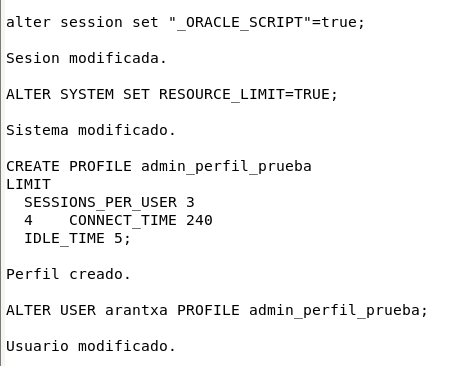 alter session set "_ORACLE_SCRIPT"=true;
Sesion modificada.
ALTER SYSTEM SET RESOURCE_LIMIT=TRUE;
Sistema modificado.
CREATE PROFILE admin_perfil_prueba
LIMIT
SESSIONS_PER_USER 3
4    CONNECT_TIME 240
IDLE_TIME 5;
Perfil creado.
ALTER USER arantxa PROFILE admin_perfil_prueba;
Usuario modificado.